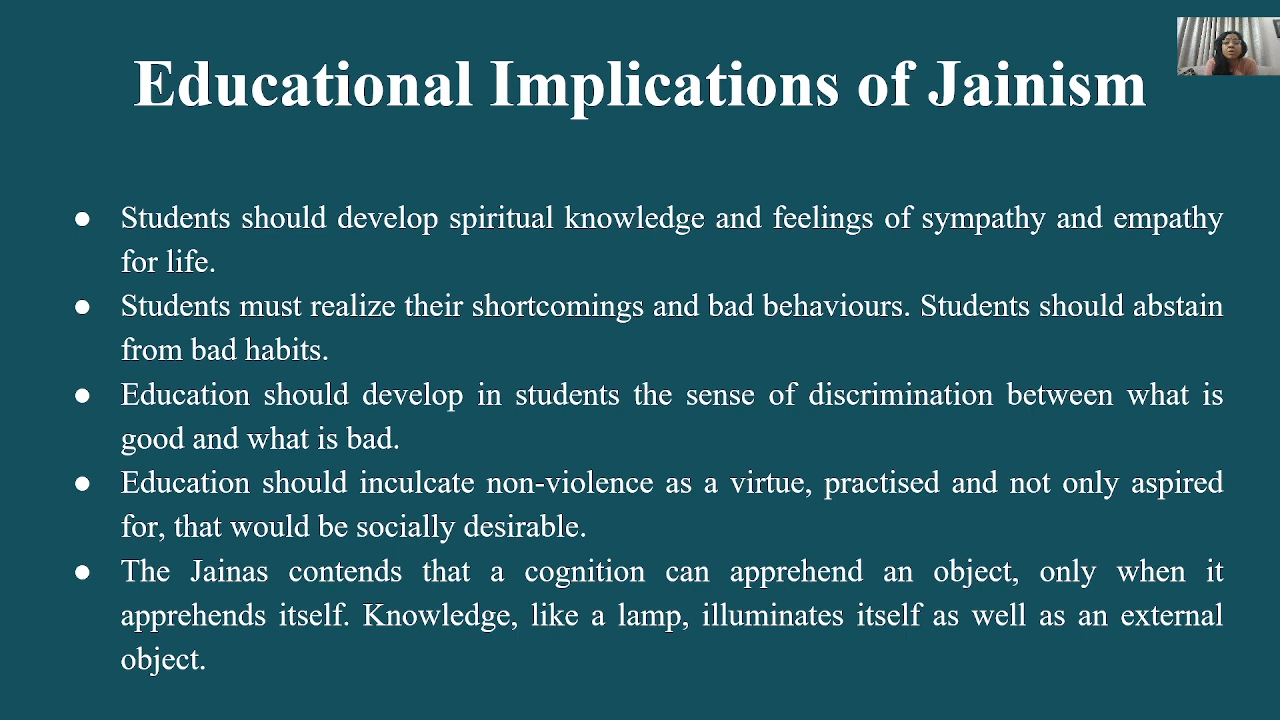 Educational Implications of Jainism
● Students should develop spiritual knowledge and feelings of sympathy and empathy
for life.
● Students must realize their shortcomings and bad behaviours. Students should abstain
from bad habits.
● Education should develop in students the sense of discrimination between what is
good and what is bad.
● Education should inculcate non-violence as a virtue, practised and not only aspired
for, that would be socially desirable.
● The Jainas contends that a cognition can apprehend an object, only when it
apprehends itself. Knowledge, like a lamp, illuminates itself as well as an external
object.